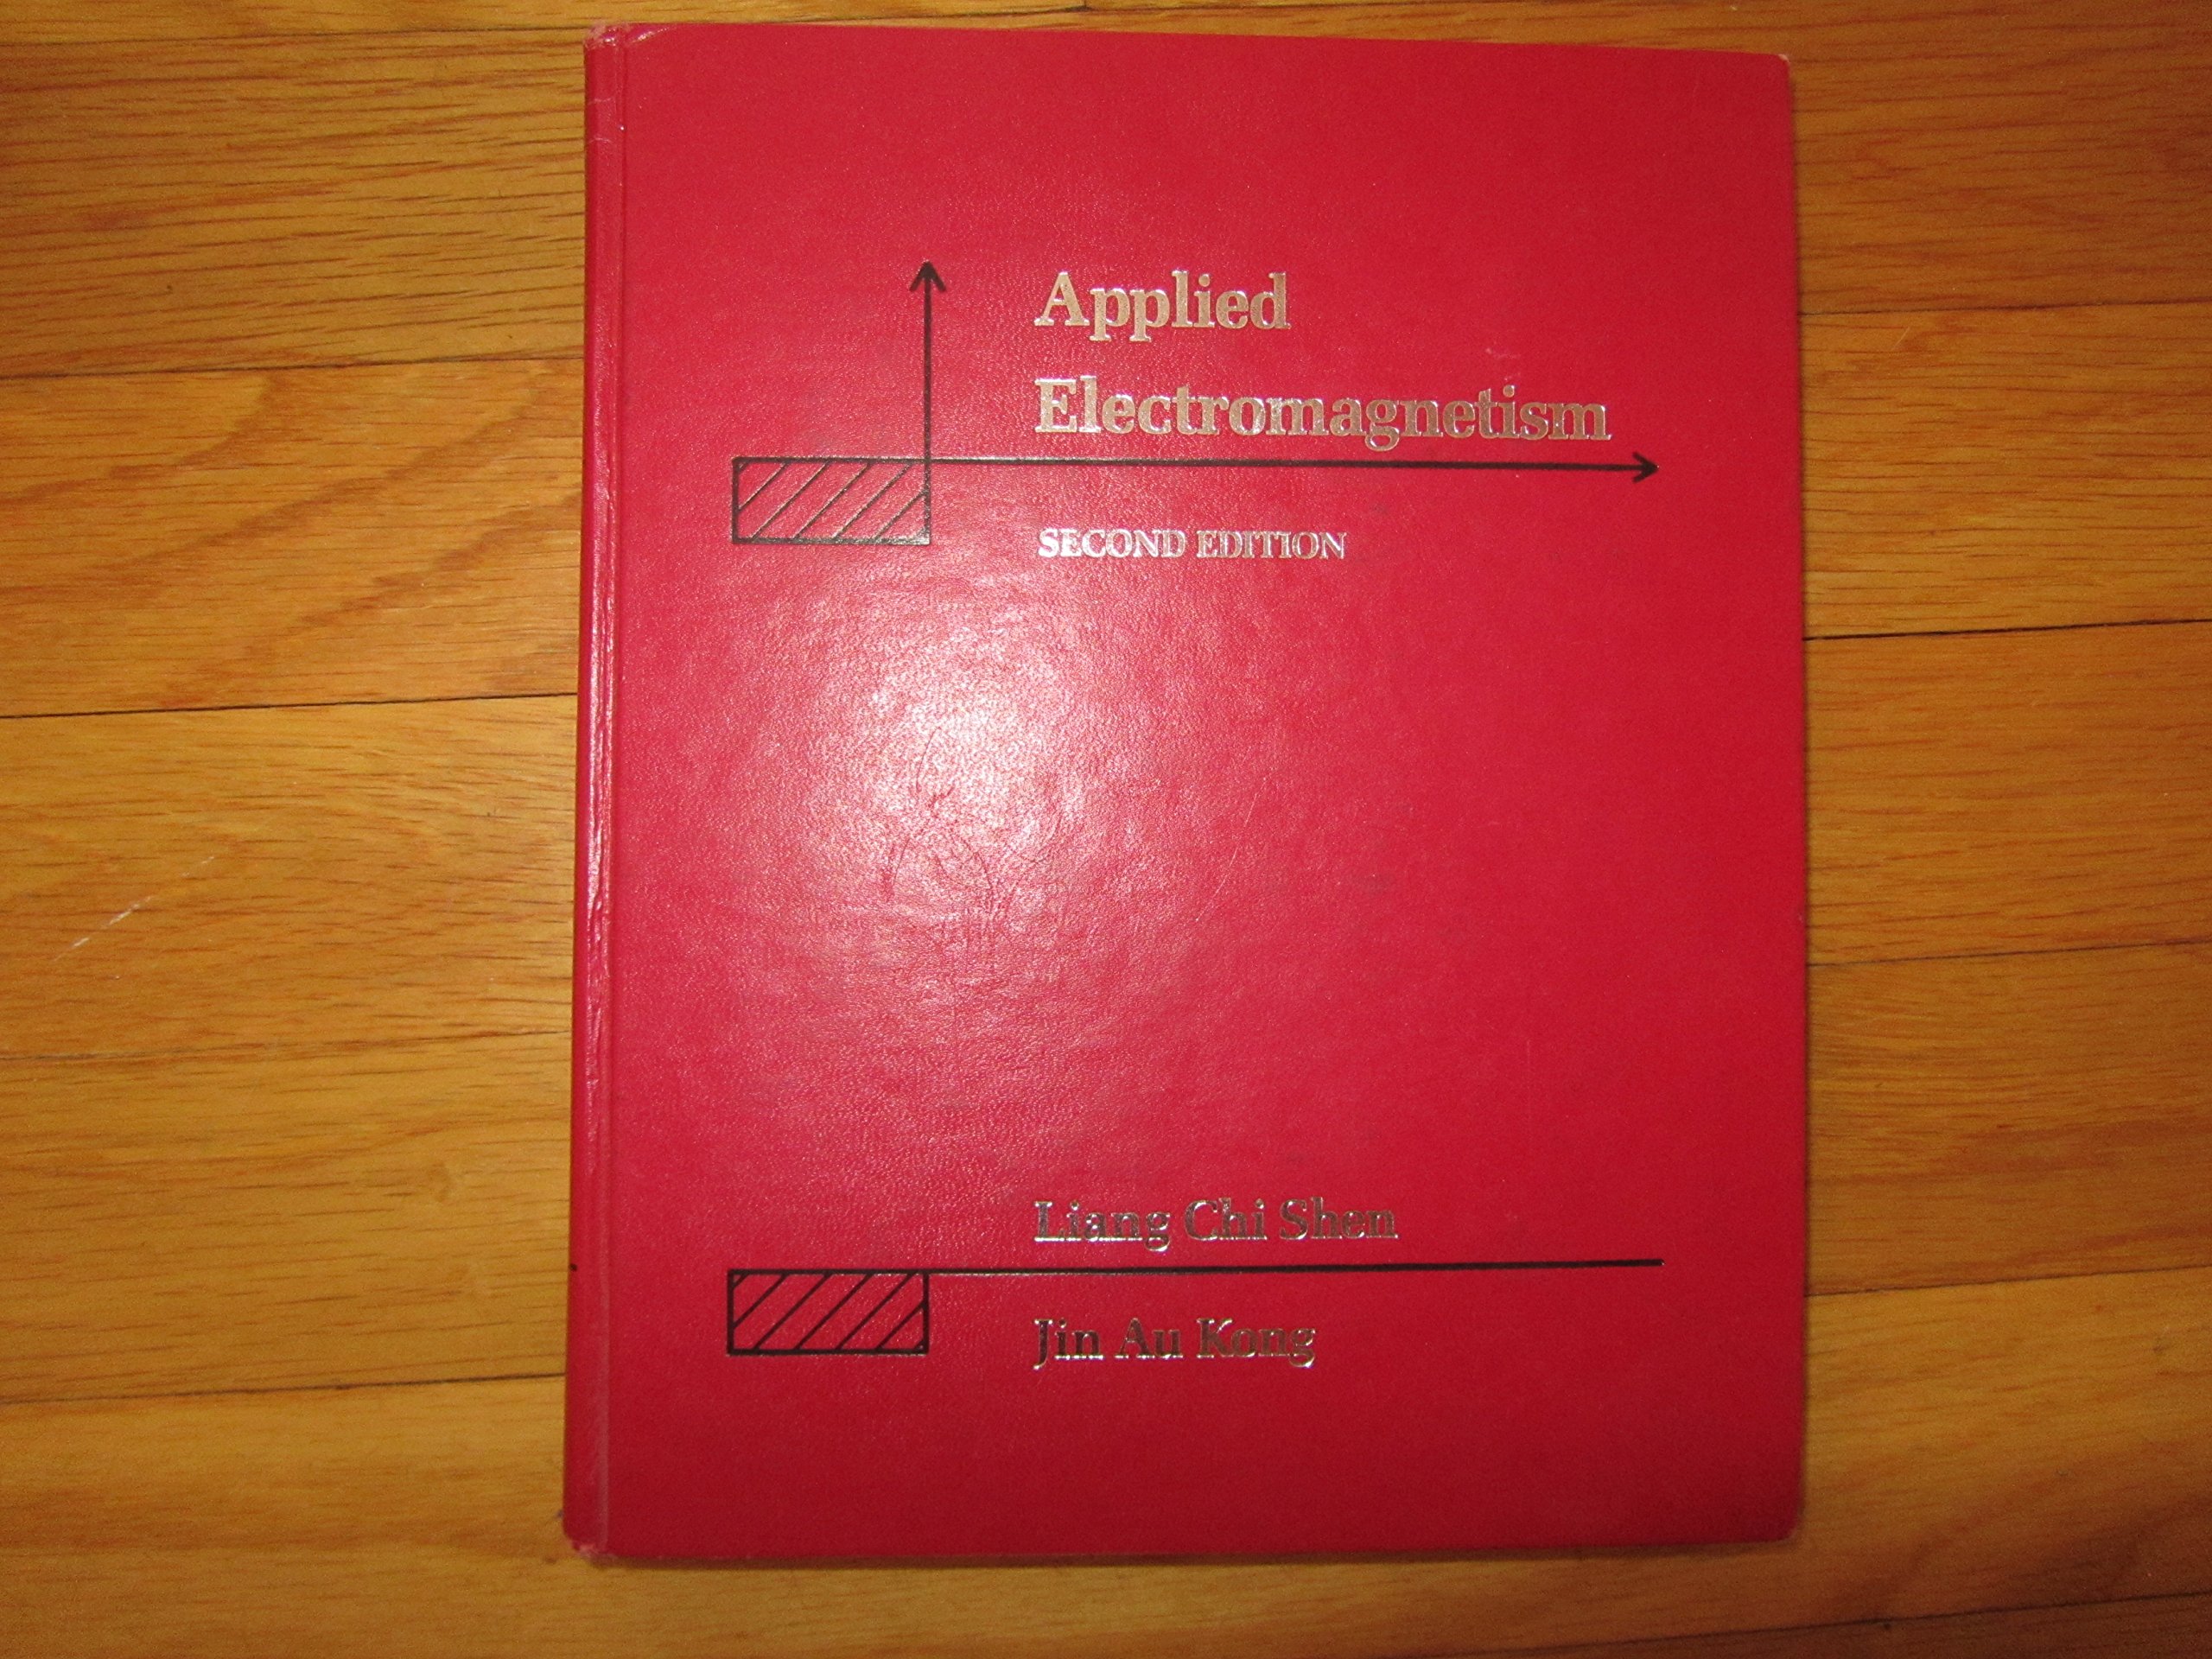 Applied
Electromagnetism
SECOND EDITION
Liang Chi Shen
Jin Au Kong